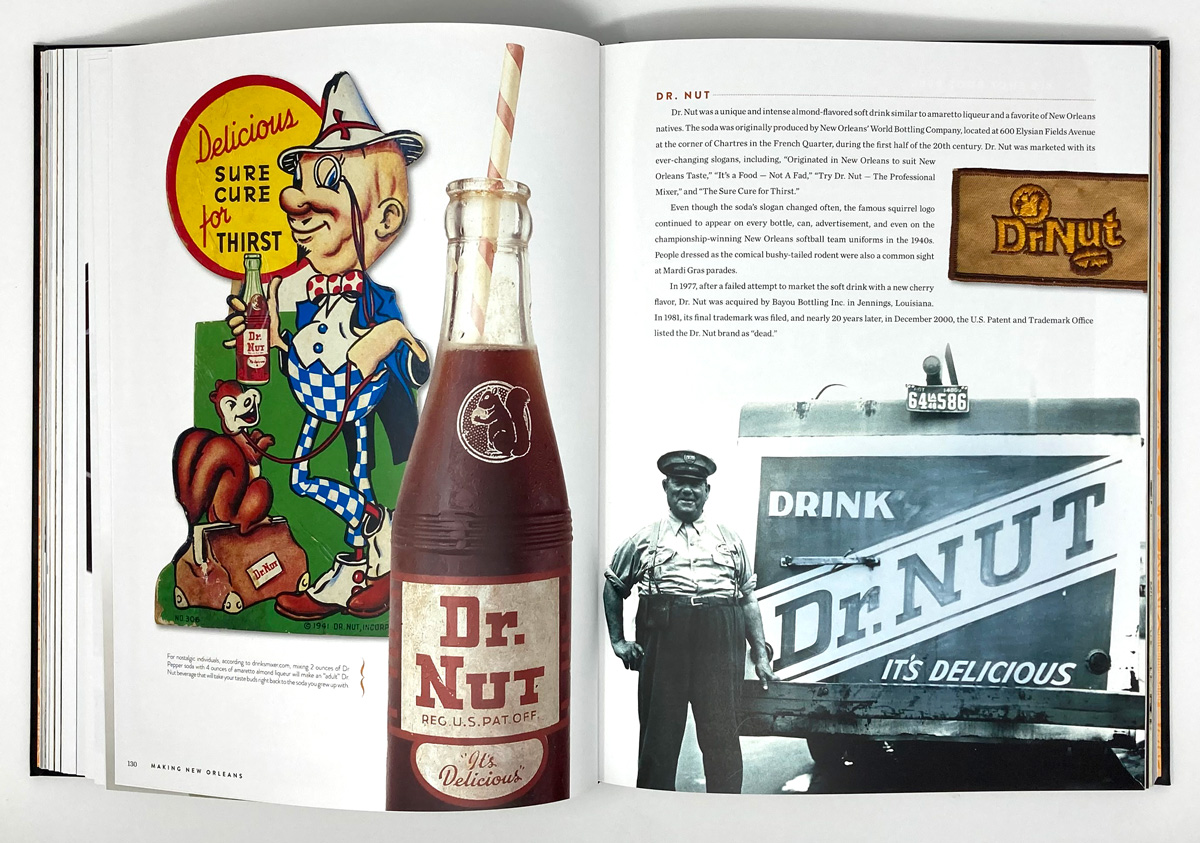 Delicious
SURE
CURE
for
THIRST
Dr.
NUT
Dr. Nut
NO 306
© 1941 DR. NUT, INCORP
For nostalgic individuals, according to drinksmixer.com, mixing 2 ounces of Dr
Pepper soda with 4 ounces of amaretto almond liqueur will make an "adult" Dr.
Nut beverage that will take your taste buds right back to the soda you grew up with.
130 MAKING NEW ORLEANS
Dr.
NUT
REG. U.S. PAT. OFF.
"It's
Delicious"
DR. NUT
Dr. Nut was a unique and intense almond-flavored soft drink similar to amaretto liqueur and a favorite of New Orleans
natives. The soda was originally produced by New Orleans' World Bottling Company, located at 600 Elysian Fields Avenue
at the corner of Chartres in the French Quarter, during the first half of the 20th century. Dr. Nut was marketed with its
ever-changing slogans, including, "Originated in New Orleans to suit New
Orleans Taste," "It's a Food — Not A Fad," "Try Dr. Nut — The Professional
Mixer," and "The Sure Cure for Thirst."
Even though the soda's slogan changed often, the famous squirrel logo
continued to appear on every bottle, can, advertisement, and even on the
championship-winning New Orleans softball team uniforms in the 1940s.
People dressed as the comical bushy-tailed rodent were also a common sight
at Mardi Gras parades.
In 1977, after a failed attempt to market the soft drink with a new cherry
flavor, Dr. Nut was acquired by Bayou Bottling Inc. in Jennings, Louisiana.
In 1981, its final trademark was filed, and nearly 20 years later, in December 2000, the U.S. Patent and Trademark Office
listed the Dr. Nut brand as "dead."
Dr. Nut
64 LA 48 586
DRINK
Dr. NUT
IT'S DELICIOUS